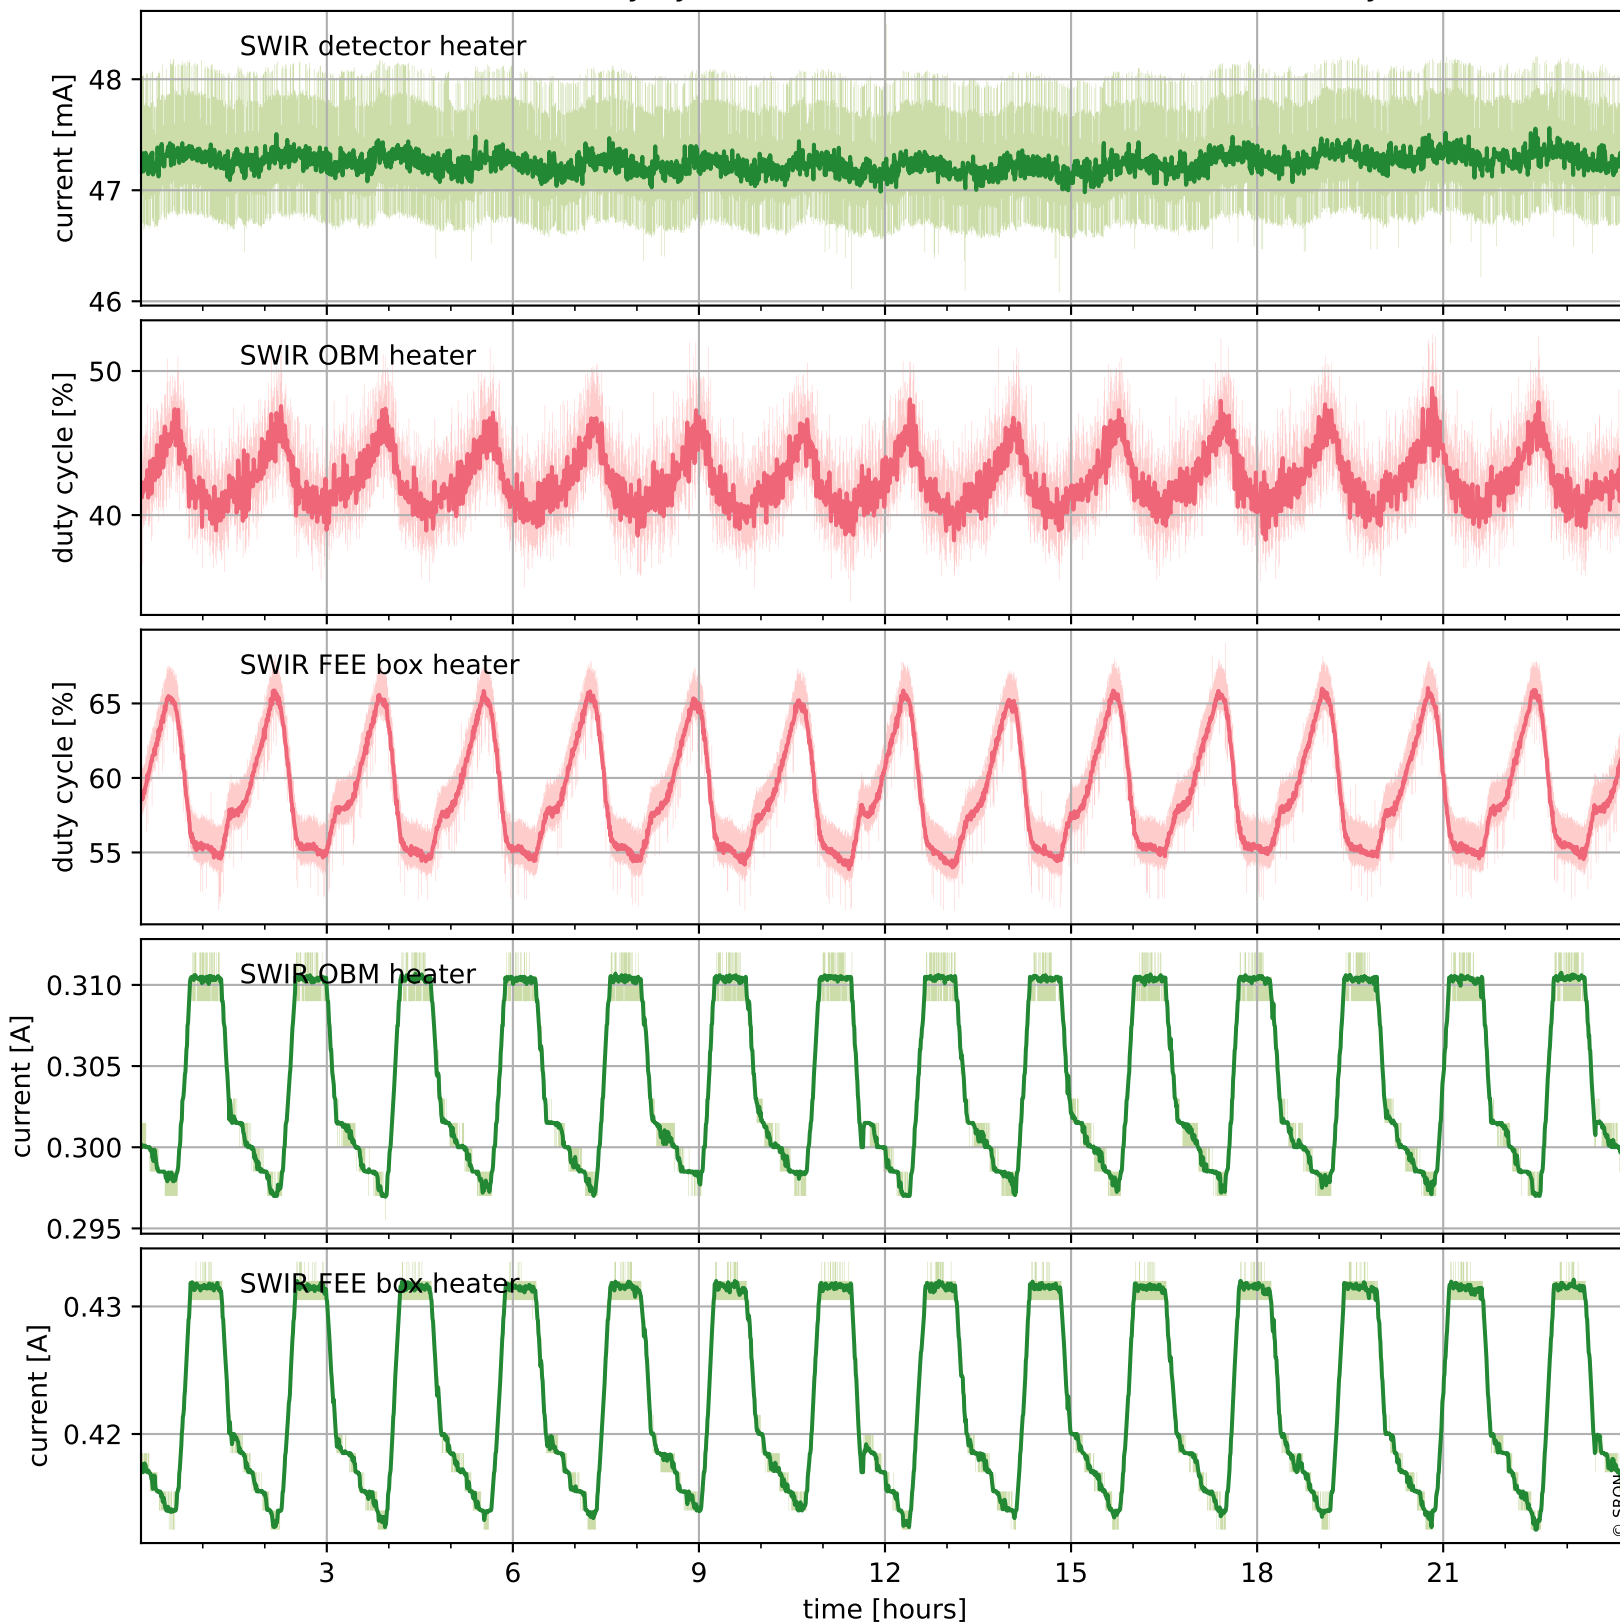 SWIR detector heater
current [mA]
48
47
46
SWIR OBM heater
duty cycle [%]
50
40
SWIR FEE box heater
duty cycle [%]
65
60
55
SWIR OBM heater
current [A]
0.310
0.305
0.300
0.295
SWIR FEE box heater
current [A]
0.43
0.42
3 6 9 12 15 18 21
time [hours]
© SRON